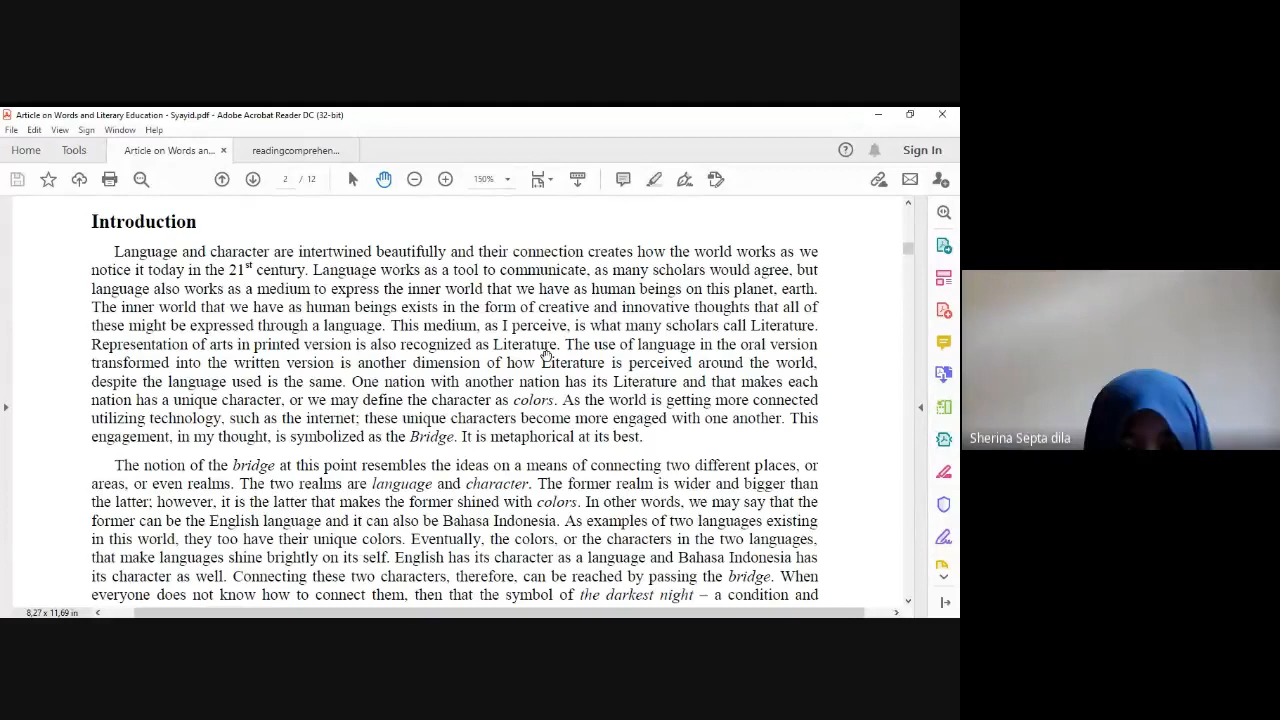 Article on Words and Literary Education - Syayid.pdf - Adobe Acrobat Reader DC (32-bit)
File Edit View Sign Window Help
Home Tools Article on Words an... × readingcomprehen... Sign In
2 / 12 150%
Introduction
Language and character are intertwined beautifully and their connection creates how the world works as we
notice it today in the 21st century. Language works as a tool to communicate, as many scholars would agree, but
language also works as a medium to express the inner world that we have as human beings on this planet, earth.
The inner world that we have as human beings exists in the form of creative and innovative thoughts that all of
these might be expressed through a language. This medium, as I perceive, is what many scholars call Literature.
Representation of arts in printed version is also recognized as Literature. The use of language in the oral version
transformed into the written version is another dimension of how Literature is perceived around the world,
despite the language used is the same. One nation with another nation has its Literature and that makes each
nation has a unique character, or we may define the character as colors. As the world is getting more connected
utilizing technology, such as the internet; these unique characters become more engaged with one another. This
engagement, in my thought, is symbolized as the Bridge. It is metaphorical at its best.
The notion of the bridge at this point resembles the ideas on a means of connecting two different places, or
areas, or even realms. The two realms are language and character. The former realm is wider and bigger than
the latter; however, it is the latter that makes the former shined with colors. In other words, we may say that the
former can be the English language and it can also be Bahasa Indonesia. As examples of two languages existing
in this world, they too have their unique colors. Eventually, the colors, or the characters in the two languages,
that make languages shine brightly on its self. English has its character as a language and Bahasa Indonesia has
its character as well. Connecting these two characters, therefore, can be reached by passing the bridge. When
everyone does not know how to connect them, then that the symbol of the darkest night – a condition and
8,27 x 11,69 in
Sherina Septa dila